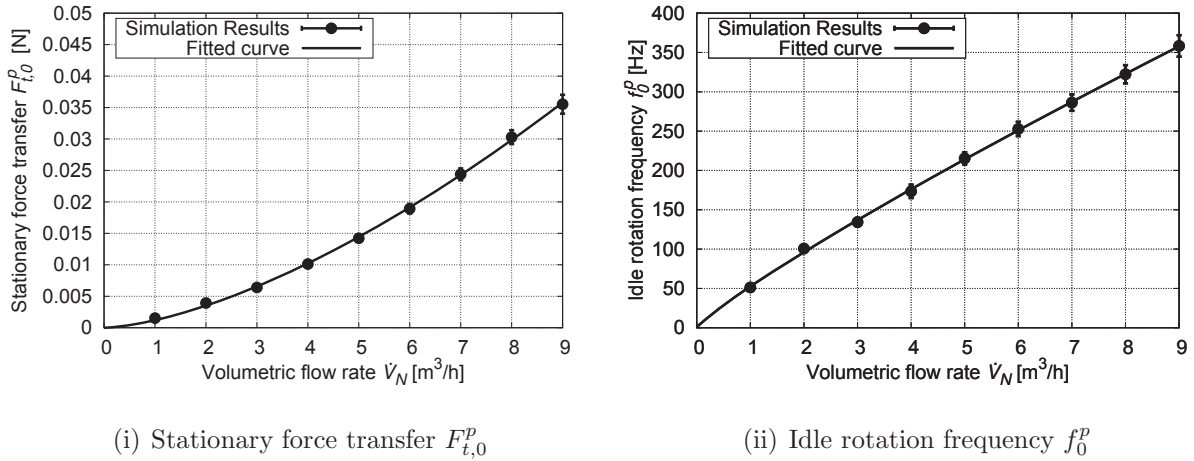 Stationary force transfer F^p_{t,0} [N]
0.05
0.045
0.04
0.035
0.03
0.025
0.02
0.015
0.01
0.005
0
Simulation Results
Fitted curve
0 1 2 3 4 5 6 7 8 9
Volumetric flow rate V̇_N [m³/h]
(i) Stationary force transfer F^p_{t,0}
Idle rotation frequency f^p_0 [Hz]
400
350
300
250
200
150
100
50
0
Simulation Results
Fitted curve
0 1 2 3 4 5 6 7 8 9
Volumetric flow rate V̇_N [m³/h]
(ii) Idle rotation frequency f^p_0